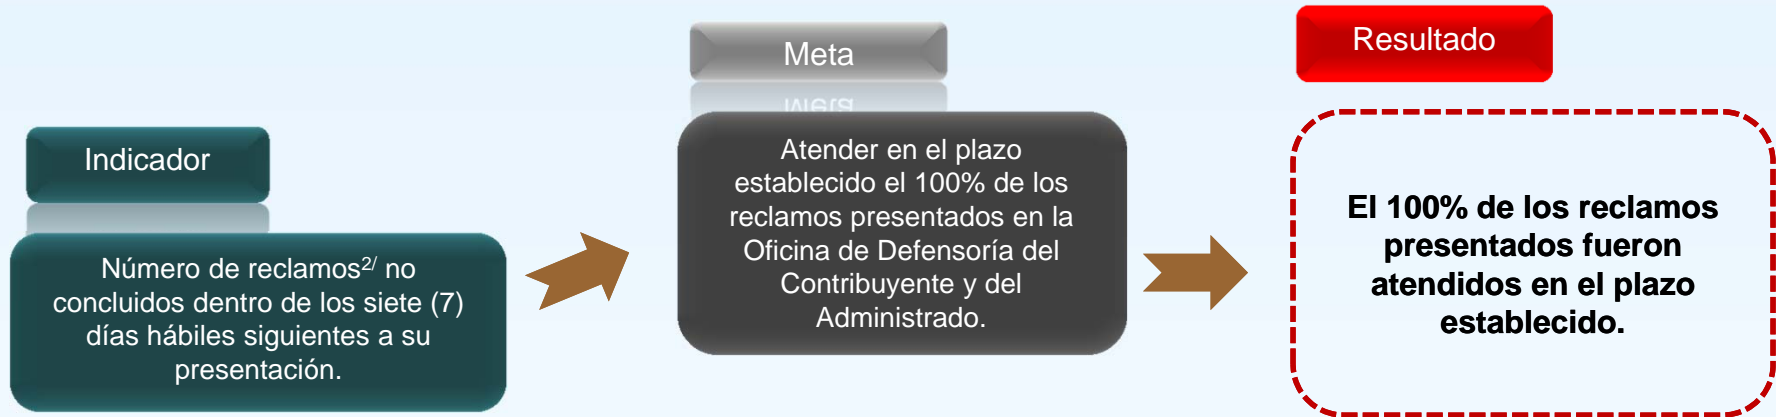 Indicador
Número de reclamos2/ no
concluidos dentro de los siete (7)
días hábiles siguientes a su
presentación.
Meta
Atender en el plazo
establecido el 100% de los
reclamos presentados en la
Oficina de Defensoría del
Contribuyente y del
Administrado.
Resultado
El 100% de los reclamos
presentados fueron
atendidos en el plazo
establecido.